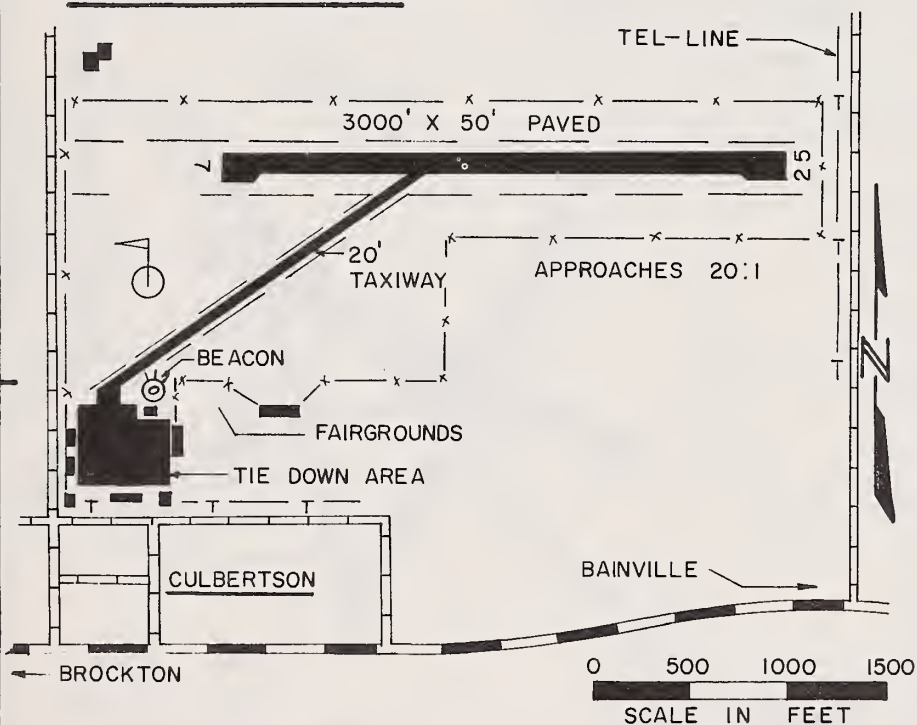 TEL-LINE
3000' X 50' PAVED
7
25
20'
TAXIWAY
APPROACHES 20:1
N
BEACON
FAIRGROUNDS
TIE DOWN AREA
CULBERTSON
BAINVILLE
BROCKTON
0 500 1000 1500
SCALE IN FEET
T
T
T
T
T
T